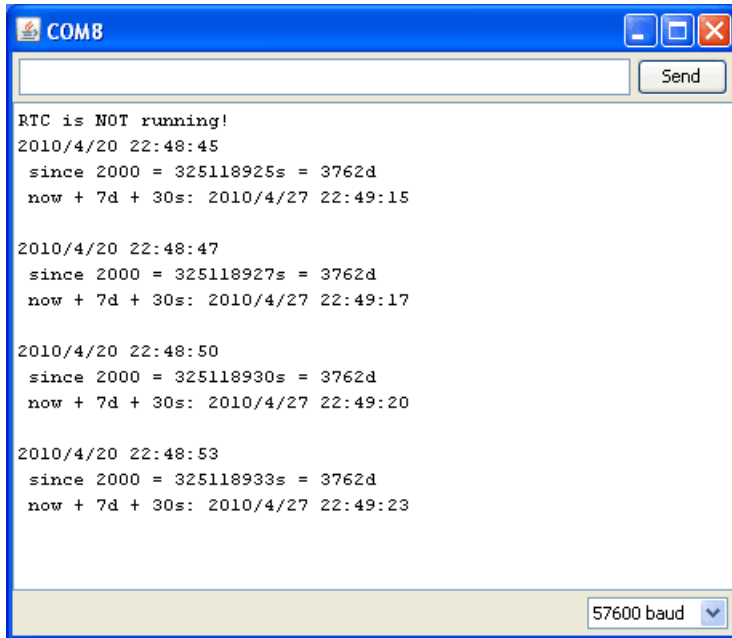 COM8
Send
RTC is NOT running!
2010/4/20 22:48:45
since 2000 = 325118925s = 3762d
now + 7d + 30s: 2010/4/27 22:49:15
2010/4/20 22:48:47
since 2000 = 325118927s = 3762d
now + 7d + 30s: 2010/4/27 22:49:17
2010/4/20 22:48:50
since 2000 = 325118930s = 3762d
now + 7d + 30s: 2010/4/27 22:49:20
2010/4/20 22:48:53
since 2000 = 325118933s = 3762d
now + 7d + 30s: 2010/4/27 22:49:23
57600 baud